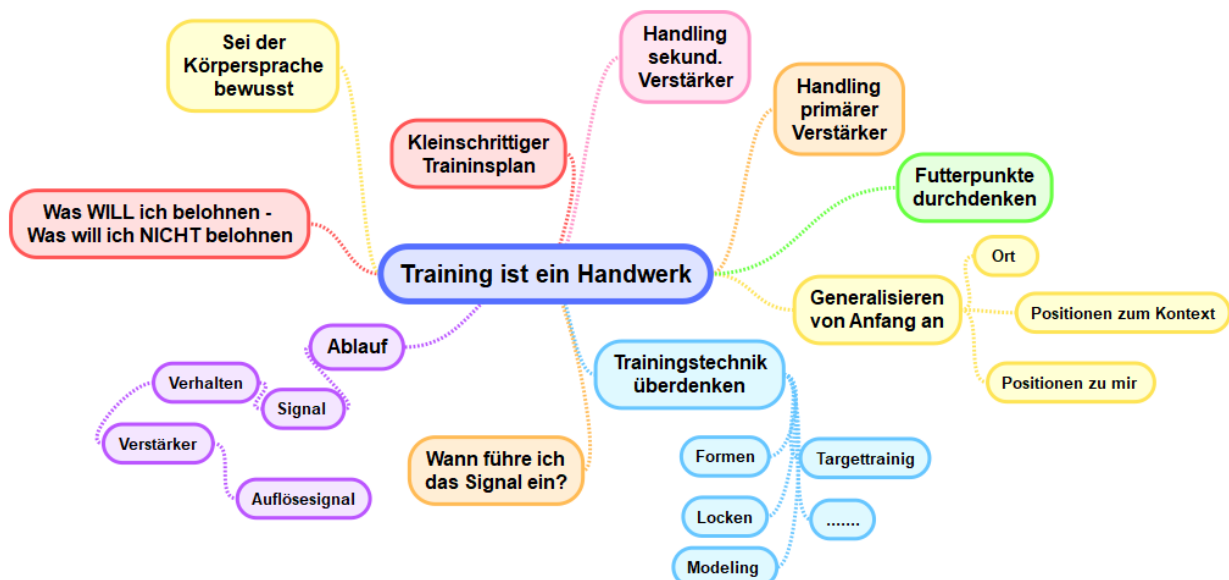 Sei der
Körpersprache
bewusst
Handling
sekund.
Verstärker
Handling
primärer
Verstärker
Kleinschrittiger
Traininsplan
Futterpunkte
durchdenken
Was WILL ich belohnen -
Was will ich NICHT belohnen
Training ist ein Handwerk
Generalisieren
von Anfang an
Ort
Positionen zum Kontext
Positionen zu mir
Ablauf
Signal
Verhalten
Verstärker
Auflösesignal
Trainingstechnik
überdenken
Formen
Targettrainig
Locken
.......
Modeling
Wann führe ich
das Signal ein?